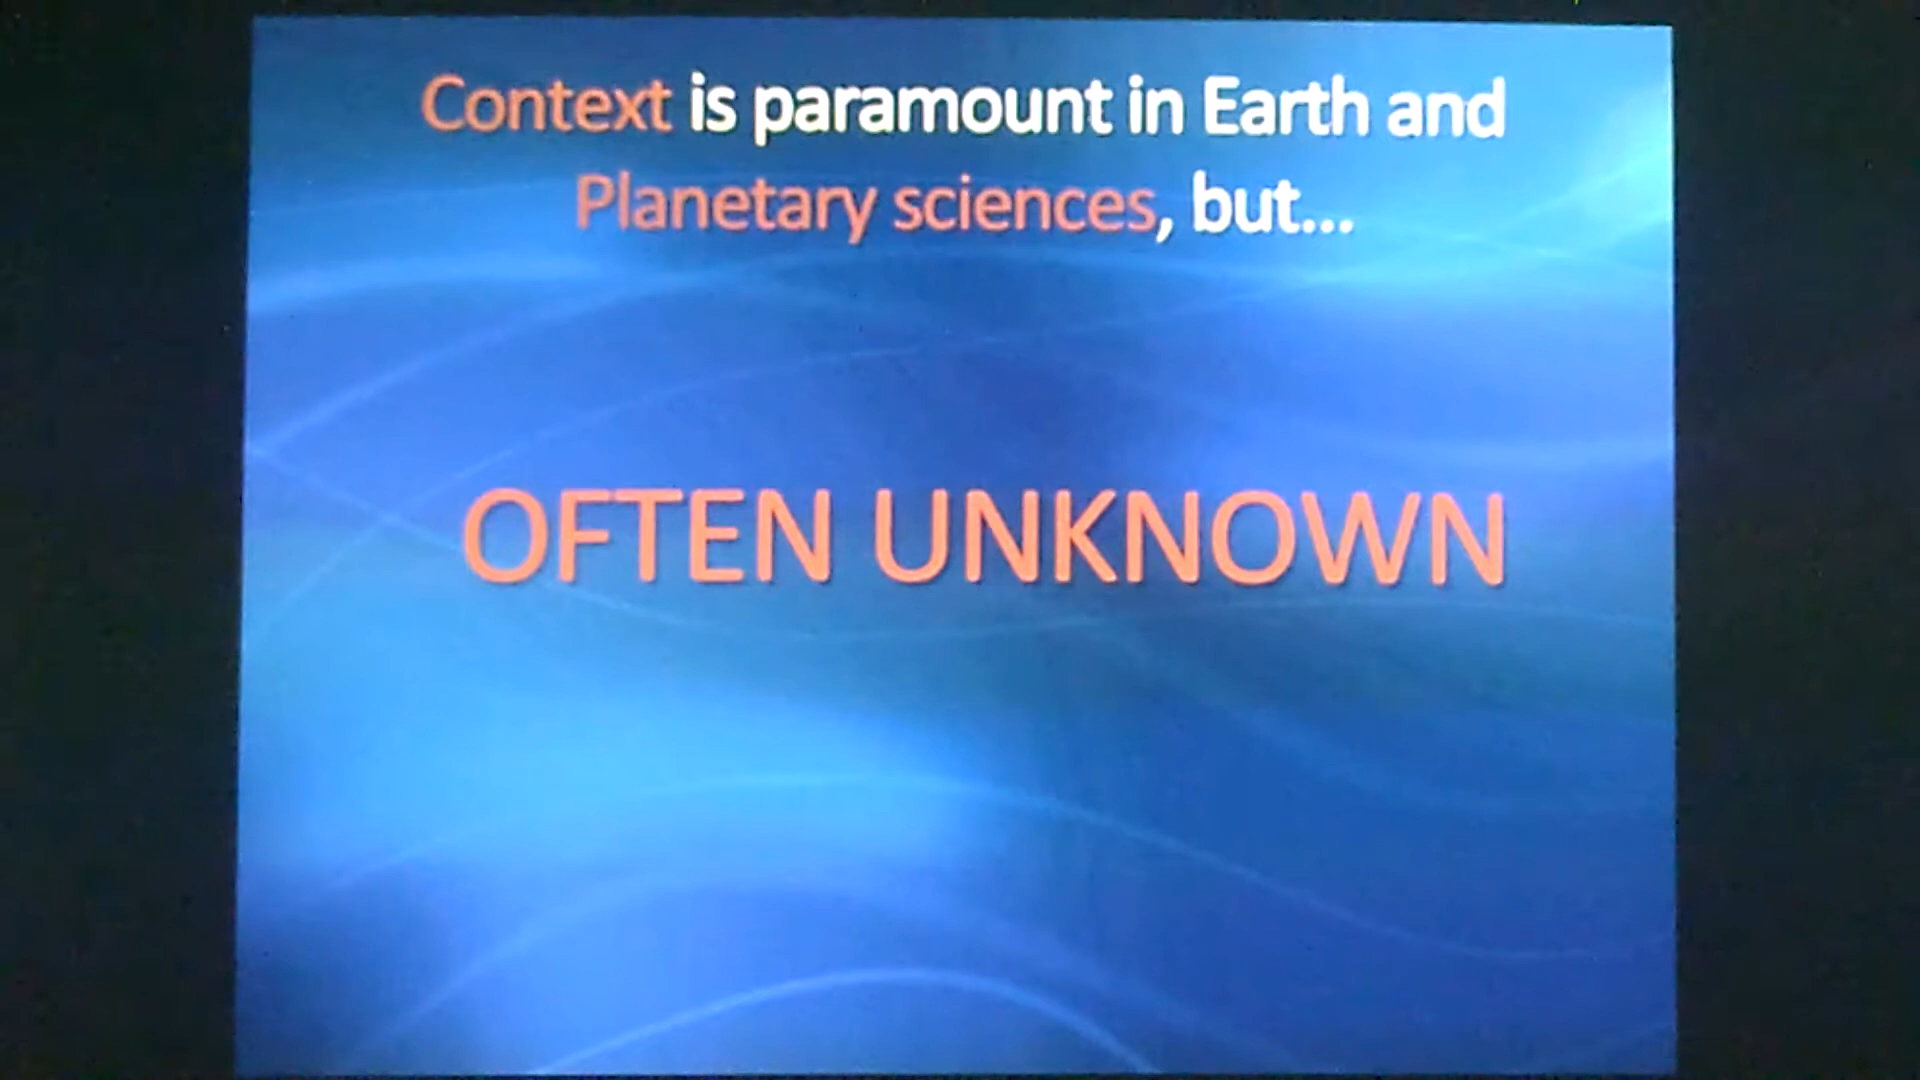 Context is paramount in Earth and
Planetary sciences, but...
OFTEN UNKNOWN